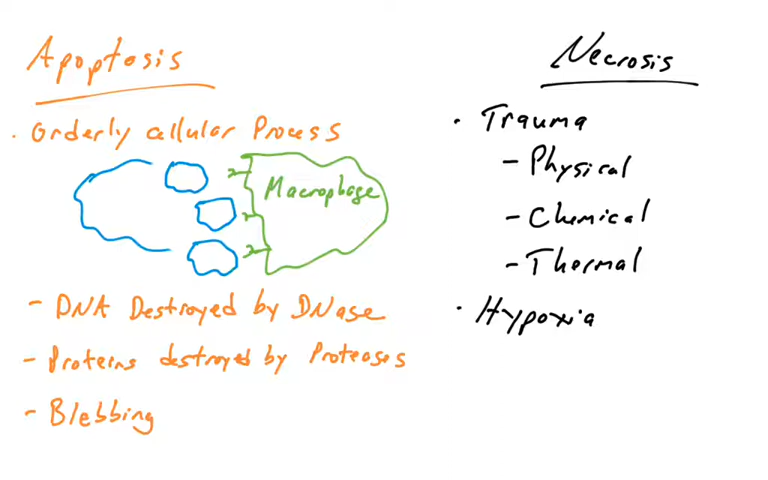 Apoptosis
· Orderly cellular Process
Macrophage
- DNA Destroyed by DNase
- Proteins destroyed by Proteases
- Blebbing
Necrosis
· Trauma
- Physical
- Chemical
- Thermal
· Hypoxia